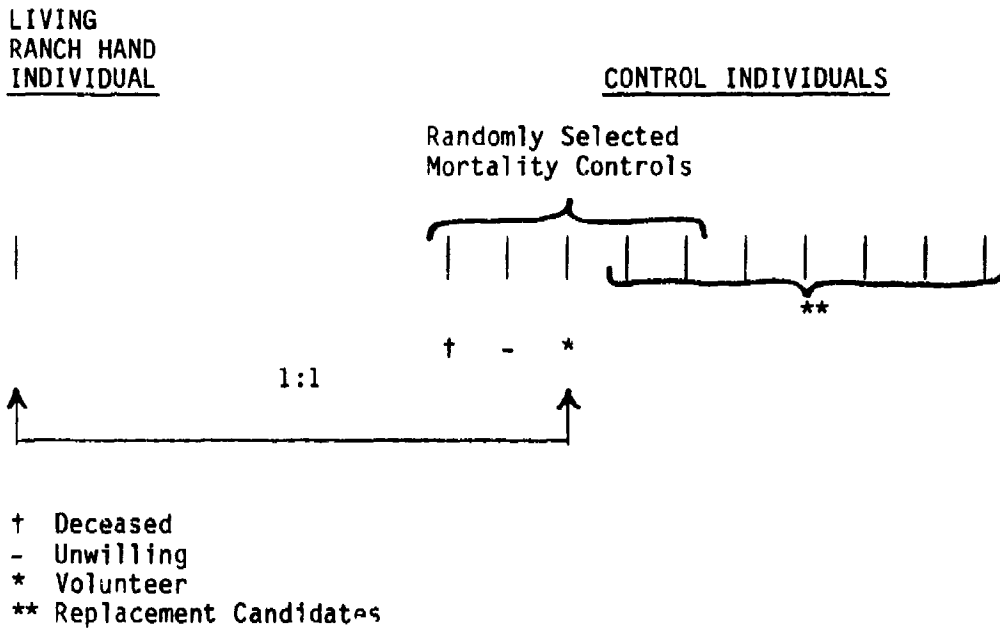 LIVING
RANCH HAND
INDIVIDUAL
CONTROL INDIVIDUALS
Randomly Selected
Mortality Controls
**
† - *
1:1
† Deceased
- Unwilling
* Volunteer
** Replacement Candidates